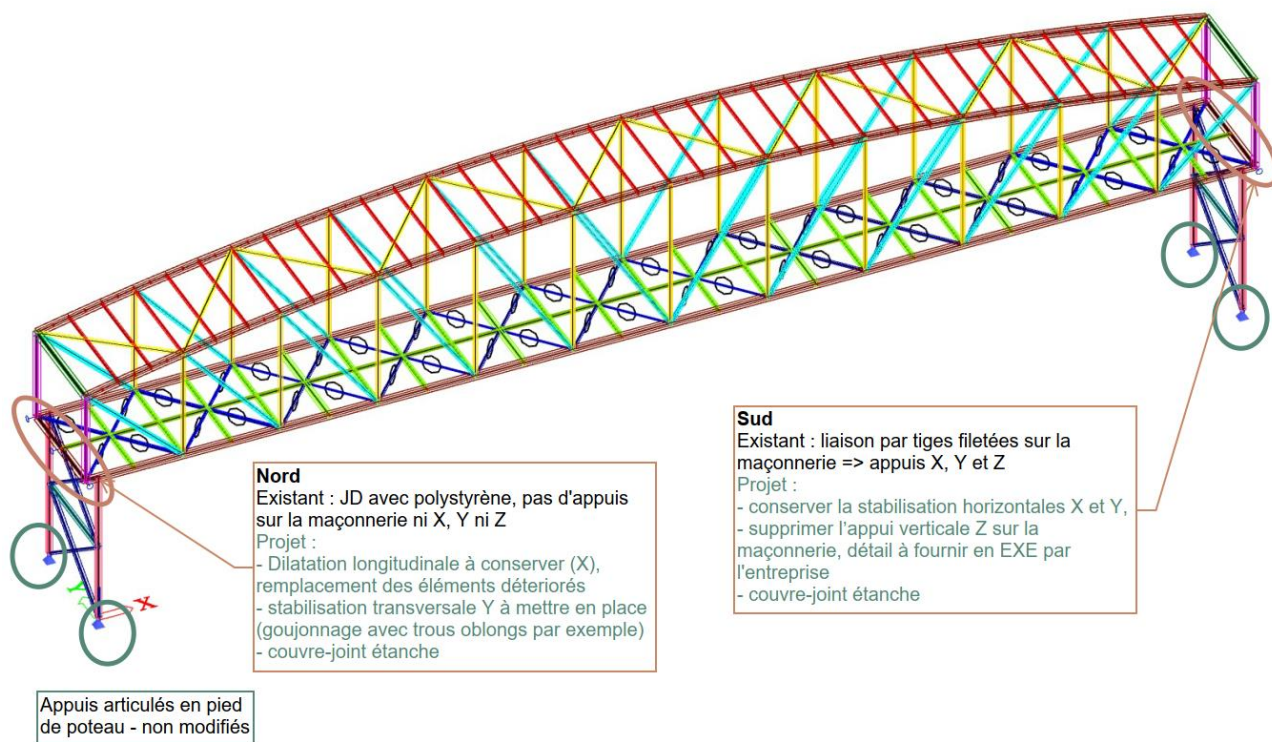 Nord
Existant : JD avec polystyrène, pas d'appuis
sur la maçonnerie ni X, Y ni Z
Projet :
- Dilatation longitudinale à conserver (X),
remplacement des éléments déteriorés
- stabilisation transversale Y à mettre en place
(goujonnage avec trous oblongs par exemple)
- couvre-joint étanche
Sud
Existant : liaison par tiges filetées sur la
maçonnerie => appuis X, Y et Z
Projet :
- conserver la stabilisation horizontales X et Y,
- supprimer l'appui verticale Z sur la
maçonnerie, détail à fournir en EXE par
l'entreprise
- couvre-joint étanche
Y
X
Appuis articulés en pied
de poteau - non modifiés